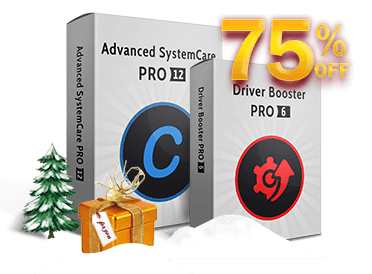 75% OFF
Advanced SystemCare
PRO 12
Advanced SystemCare PRO 12
Driver Booster
PRO 6
Driver Booster PRO 6
C